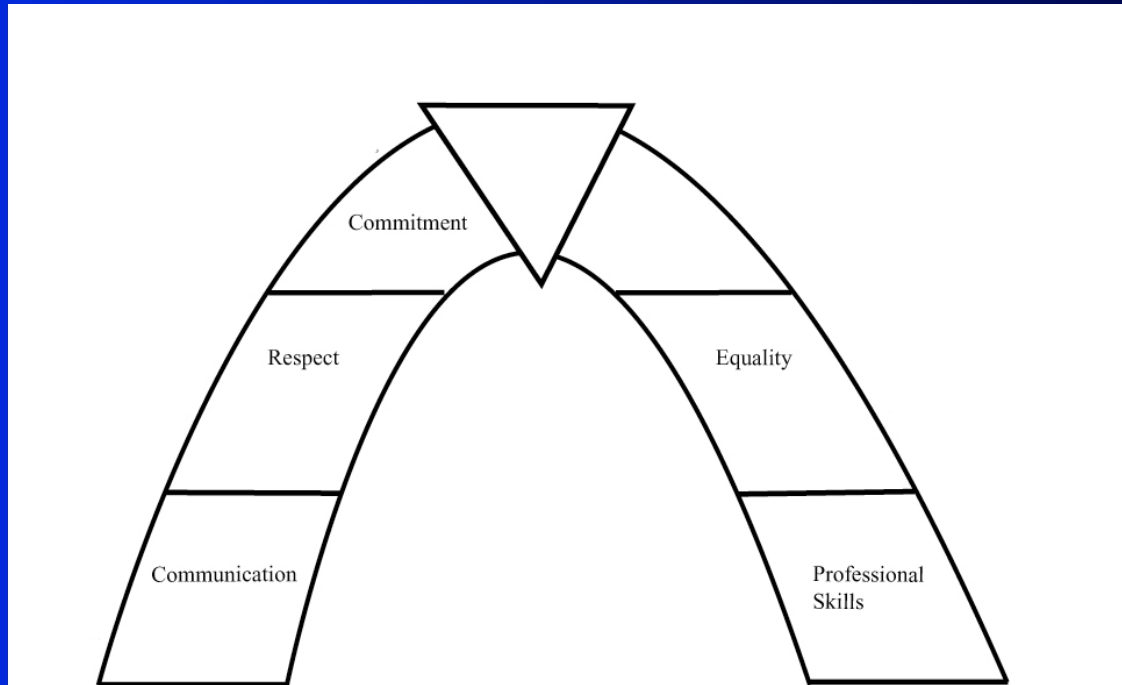 Commitment
Respect
Equality
Communication
Professional
Skills